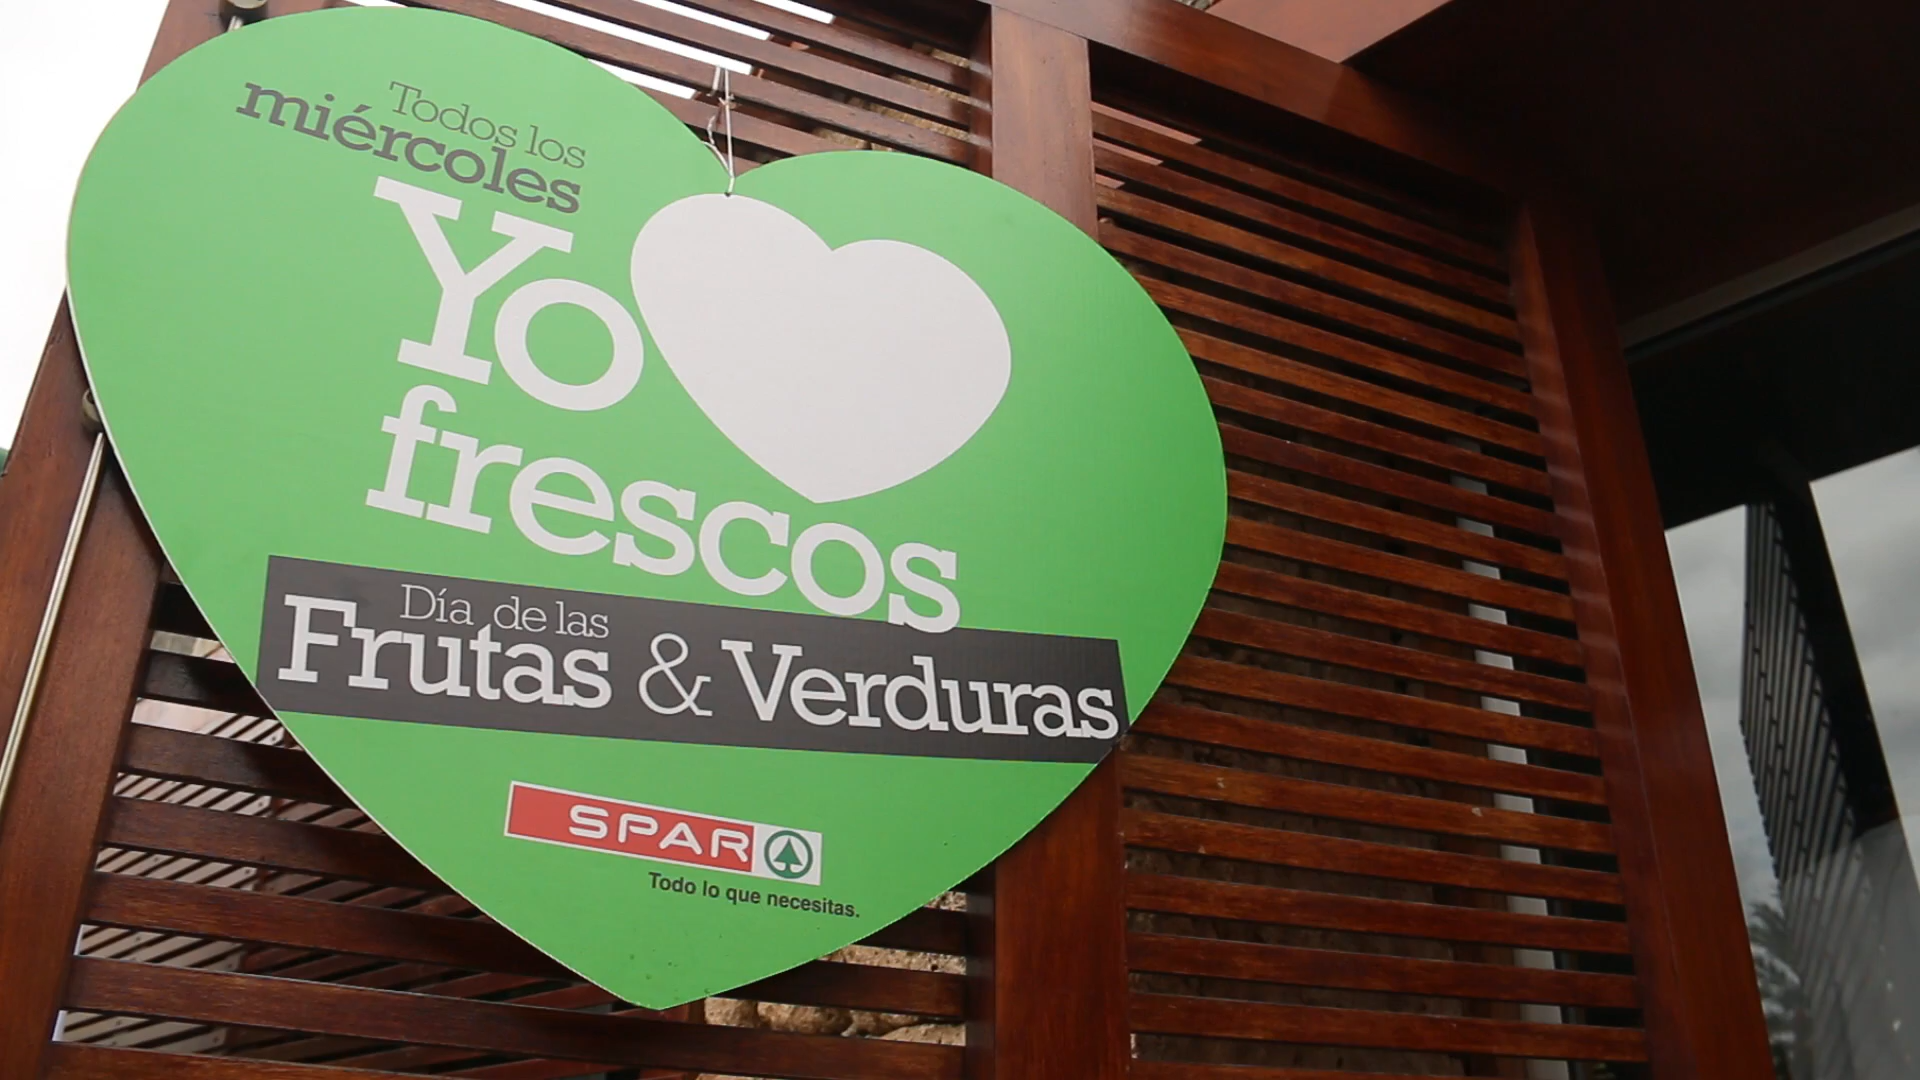 Todos los
miércoles
Yo
frescos
Día de las
Frutas & Verduras
SPAR
Todo lo que necesitas.